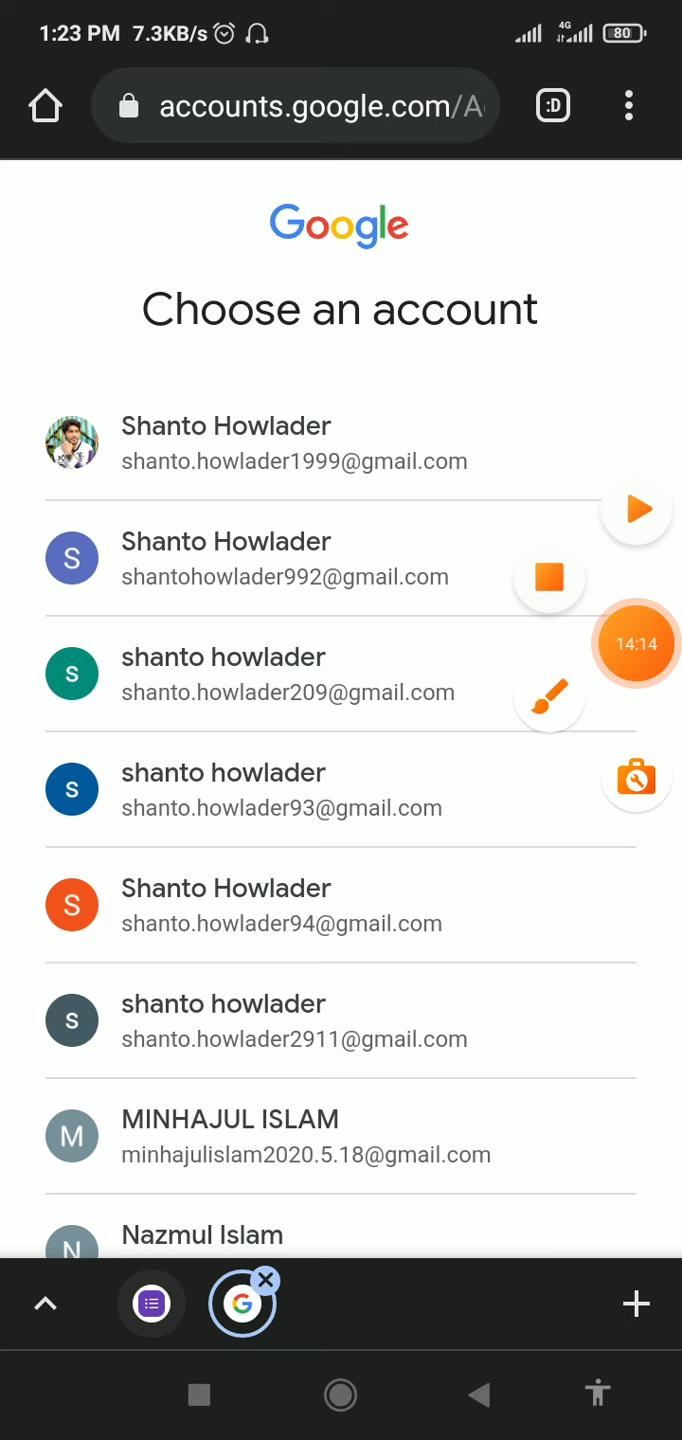 1:23 PM 7.3KB/s 4G 80
accounts.google.com/A
:D
Google
Choose an account
Shanto Howlader
shanto.howlader1999@gmail.com
S
Shanto Howlader
shantohowlader992@gmail.com
s
shanto howlader
shanto.howlader209@gmail.com
14:14
s
shanto howlader
shanto.howlader93@gmail.com
S
Shanto Howlader
shanto.howlader94@gmail.com
s
shanto howlader
shanto.howlader2911@gmail.com
M
MINHAJUL ISLAM
minhajulislam2020.5.18@gmail.com
N
Nazmul Islam
G